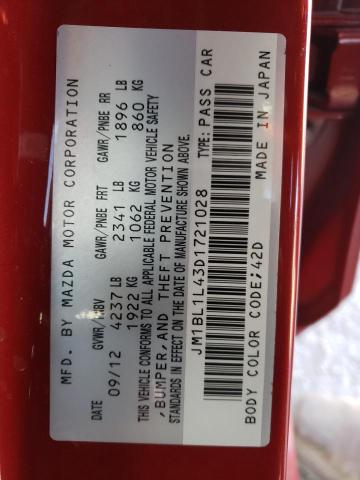 MFD. BY MAZDA MOTOR CORPORATION
GVWR/PNBV GAWR/PNBE FRT GAWR/PNBE RR
DATE 09/12 4237 LB 2341 LB 1896 LB
1922 KG 1062 KG 860 KG
THIS VEHICLE CONFORMS TO ALL APPLICABLE FEDERAL MOTOR VEHICLE SAFETY
,BUMPER, AND THEFT PREVENTION
STANDARDS IN EFFECT ON THE DATE OF MANUFACTURE SHOWN ABOVE.
JM1BL1L43D1721028 TYPE: PASS CAR
BODY COLOR CODE;42D MADE IN JAPAN